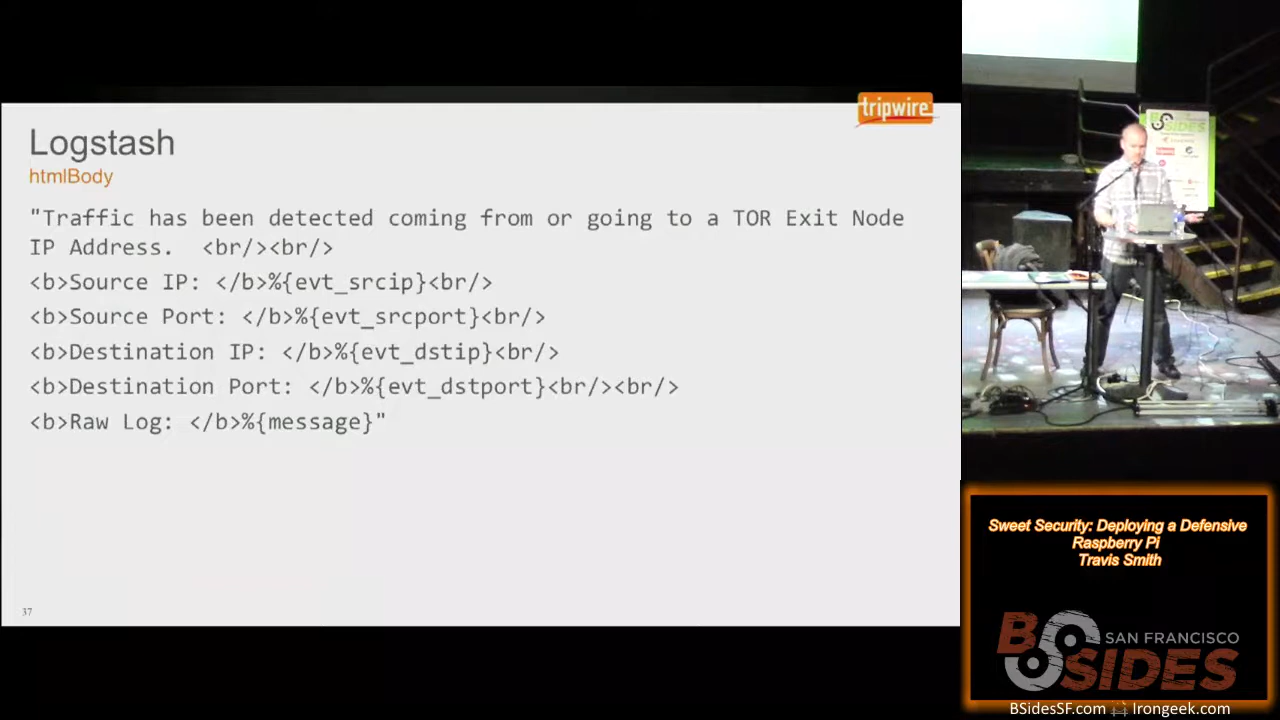 tripwire
Logstash
htmlBody
"Traffic has been detected coming from or going to a TOR Exit Node
IP Address.  <br/><br/>
<b>Source IP: </b>%{evt_srcip}<br/>
<b>Source Port: </b>%{evt_srcport}<br/>
<b>Destination IP: </b>%{evt_dstip}<br/>
<b>Destination Port: </b>%{evt_dstport}<br/><br/>
<b>Raw Log: </b>%{message}"
37
BSIDES
Sweet Security: Deploying a Defensive
Raspberry Pi
Travis Smith
BSIDES
SAN FRANCISCO
BSidesSF.com
Irongeek.com